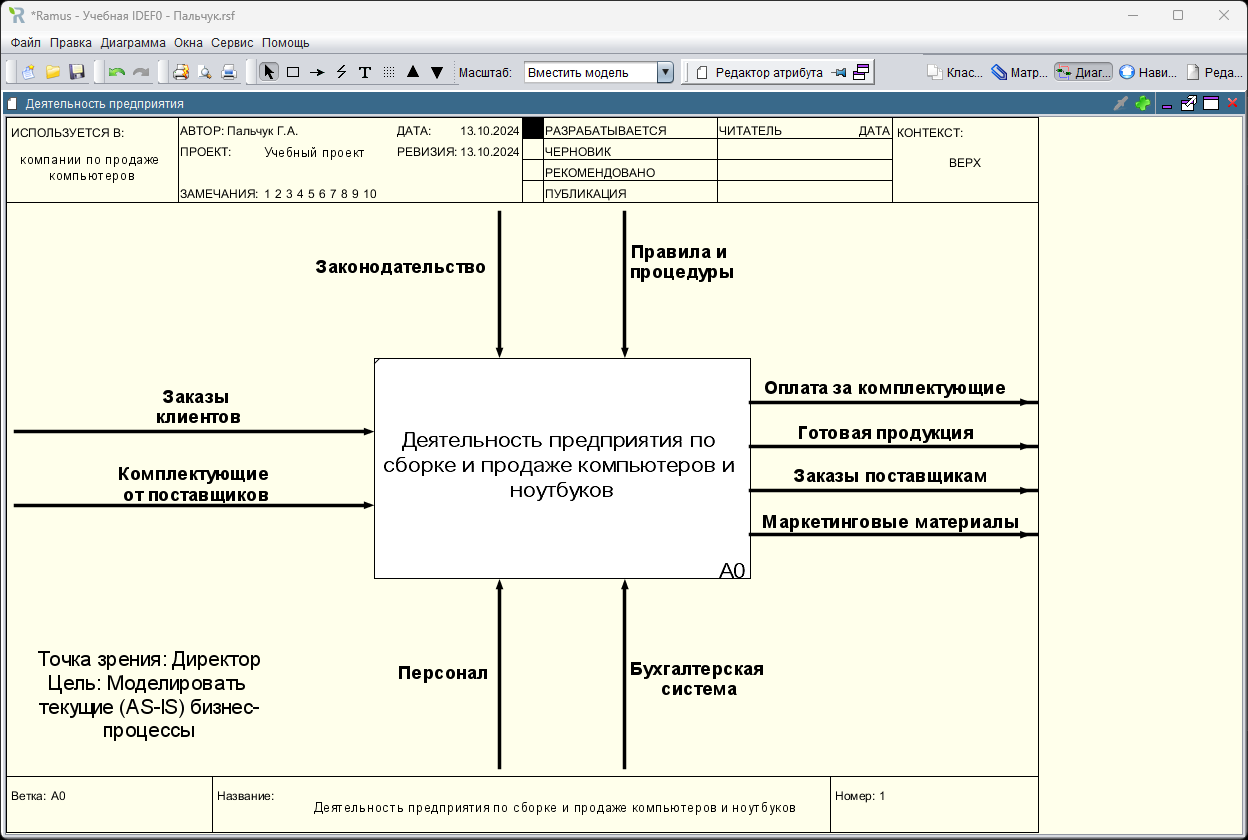 *Ramus - Учебная IDEF0 - Пальчук.rsf
Файл Правка Диаграмма Окна Сервис Помощь
Масштаб: Вместить модель Редактор атрибута Клас... Матр... Диаг... Нави... Реда...
Деятельность предприятия
ИСПОЛЬЗУЕТСЯ В:
компании по продаже
компьютеров
АВТОР: Пальчук Г.А. ДАТА: 13.10.2024
ПРОЕКТ: Учебный проект РЕВИЗИЯ: 13.10.2024
ЗАМЕЧАНИЯ: 1 2 3 4 5 6 7 8 9 10
РАЗРАБАТЫВАЕТСЯ
ЧЕРНОВИК
РЕКОМЕНДОВАНО
ПУБЛИКАЦИЯ
ЧИТАТЕЛЬ ДАТА
КОНТЕКСТ:
ВЕРХ
Законодательство
Правила и
процедуры
Заказы
клиентов
Комплектующие
от поставщиков
Деятельность предприятия по
сборке и продаже компьютеров и
ноутбуков
A0
Оплата за комплектующие
Готовая продукция
Заказы поставщикам
Маркетинговые материалы
Персонал
Бухгалтерская
система
Точка зрения: Директор
Цель: Моделировать
текущие (AS-IS) бизнес-
процессы
Ветка: A0
Название:
Деятельность предприятия по сборке и продаже компьютеров и ноутбуков
Номер: 1